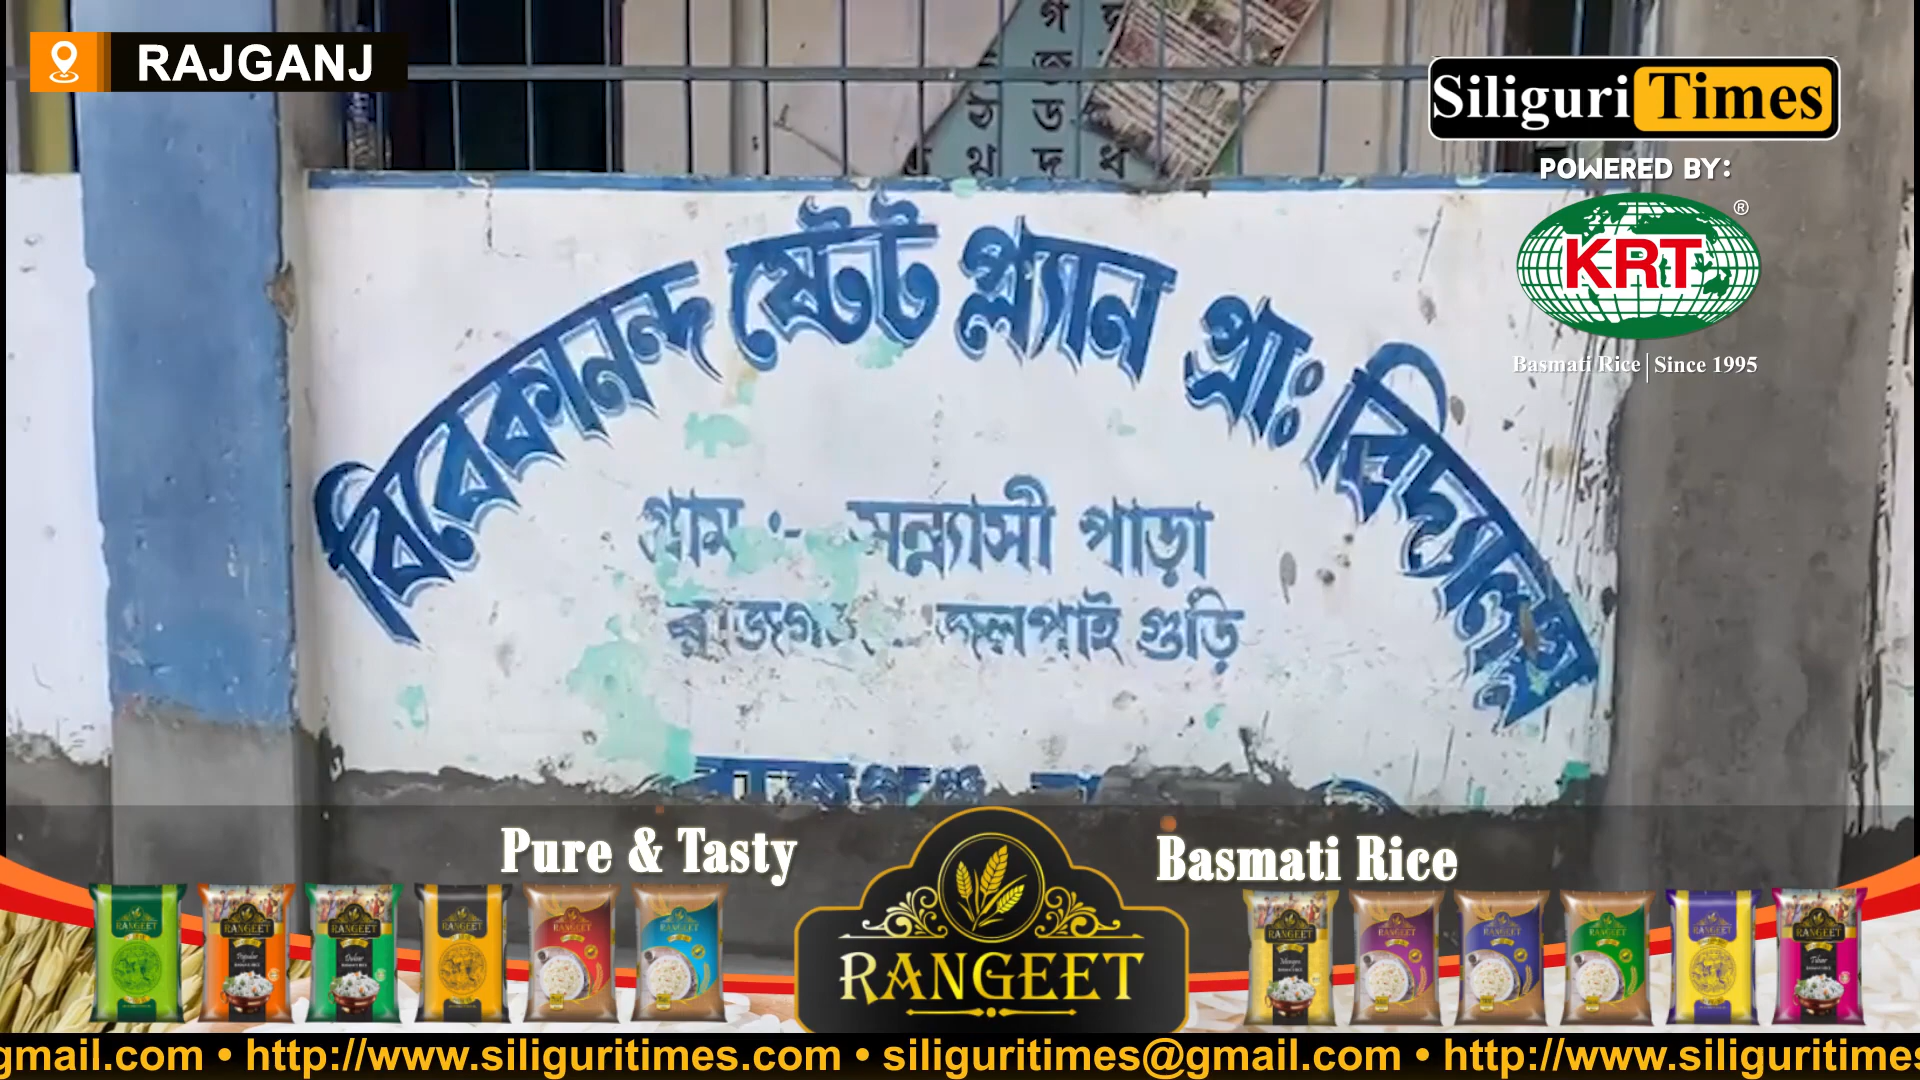 RAJGANJ
Siliguri Times
POWERED BY:
KRT ®
Basmati Rice | Since 1995
গ
ঠ ড
থ দ ধ
বিবেকানন্দ ষ্টেট প্ল্যান প্রাঃ বিদ্যালয়
গ্রাম :- সন্ন্যাসী পাড়া
জলপাই গুড়ি
Pure & Tasty
Basmati Rice
RANGEET
gmail.com • http://www.siliguritimes.com • siliguritimes@gmail.com • http://www.siliguritimes